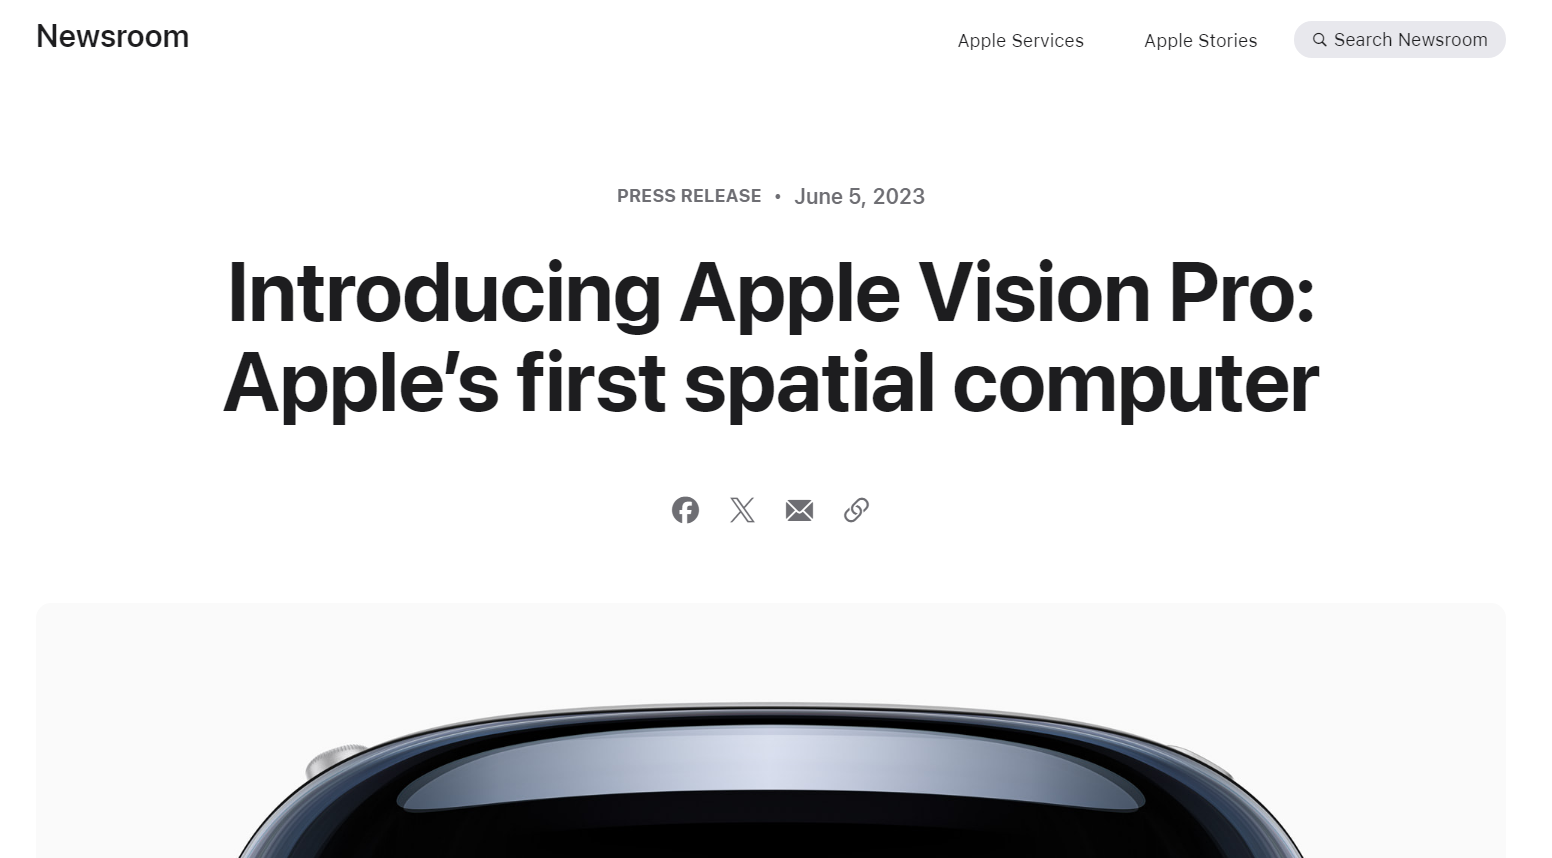 Newsroom
Apple Services
Apple Stories
Search Newsroom
PRESS RELEASE • June 5, 2023
Introducing Apple Vision Pro:
Apple’s first spatial computer